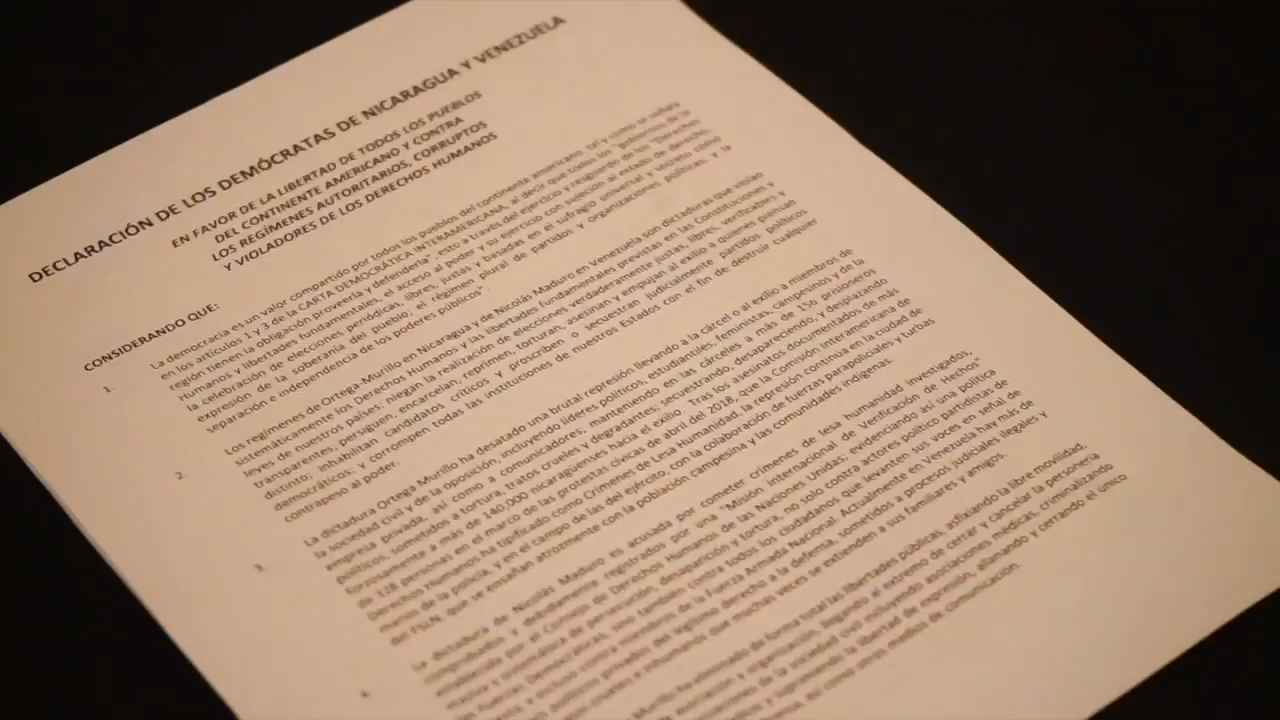 DECLARACIÓN DE LOS DEMÓCRATAS DE NICARAGUA Y VENEZUELA
EN FAVOR DE LA LIBERTAD DE TODOS LOS PUEBLOS
DEL CONTINENTE AMERICANO Y CONTRA
LOS REGÍMENES AUTORITARIOS, CORRUPTOS
Y VIOLADORES DE LOS DERECHOS HUMANOS
CONSIDERANDO QUE:
1. La democracia es un valor compartido por todos los pueblos del continente americano, tal y como se señala
en los artículos 1 y 3 de la CARTA DEMOCRÁTICA INTERAMERICANA, al decir que todos los "gobiernos de la
región tienen la obligación proveerla y defenderla", esto a través del ejercicio y resguardo de los "Derechos
Humanos y libertades fundamentales, el acceso al poder y su ejercicio con sujeción al estado de derecho,
la celebración de elecciones periódicas, libres, justas y basadas en el sufragio universal y secreto como
expresión de la soberanía del pueblo, el régimen plural de partidos y organizaciones políticas, y la
separación e independencia de los poderes públicos".
2. Los regímenes de Ortega-Murillo en Nicaragua y de Nicolás Maduro en Venezuela son dictaduras que violan
sistemáticamente los Derechos Humanos y las libertades fundamentales previstas en las Constituciones y
leyes de nuestros países, niegan la realización de elecciones verdaderamente justas, libres, verificables y
transparentes, persiguen, encarcelan, reprimen, torturan, asesinan y empujan al exilio a quienes piensan
distinto, inhabilitan candidatos críticos y proscriben o secuestran judicialmente partidos políticos
democráticos; y corrompen todas las instituciones de nuestros Estados con el fin de destruir cualquier
contrapeso al poder.
3. La dictadura Ortega Murillo ha desatado una brutal represión llevando a la cárcel o al exilio a miembros de
la sociedad civil y de la oposición, incluyendo líderes políticos, estudiantiles, feministas, campesinos y de la
empresa privada, así como a comunicadores, manteniendo en las cárceles a más de 156 prisioneros
políticos, sometidos a tortura, tratos crueles y degradantes, secuestrando, desapareciendo, y desplazando
forzosamente a más de 140,000 nicaragüenses hacia el exilio. Tras los asesinatos documentados de más
de 328 personas en el marco de las protestas cívicas de abril del 2018, que la Comisión Interamericana de
Derechos Humanos ha tipificado como Crímenes de Lesa Humanidad, la represión continua en la ciudad de
mano de la policía, y en el campo de las del ejército, con la colaboración de fuerzas parapoliciales y turbas
del FSLN, que se ensañan atrozmente con la población campesina y las comunidades indígenas.
4. La dictadura de Nicolás Maduro es acusada por cometer crímenes de lesa humanidad investigados,
comprobados y debidamente registrados por una "Misión Internacional de Verificación de Hechos"
el Consejo de Derechos Humanos de las Naciones Unidas, evidenciando así una política
de persecución, desaparición y tortura, no solo contra actores político partidistas de
las fuerzas democráticas, sino también contra todos los ciudadanos que levanten sus voces en señal de
e incluso contra miembros de la Fuerza Armada Nacional. Actualmente en Venezuela hay más de
políticos privados del legítimo derecho a la defensa, sometidos a procesos judiciales ilegales y
crueles e inhumanos que muchas veces se extienden a sus familiares y amigos.
Murillo ha eliminado de forma total las libertades públicas, asfixiando la libre movilidad,
asociación y organización, llegando al extremo de cerrar y cancelar la personería
de la sociedad civil incluyendo asociaciones médicas, criminalizando
y reprimiendo la libertad de expresión, allanando y cerrando el único
así como otros medios de comunicación.